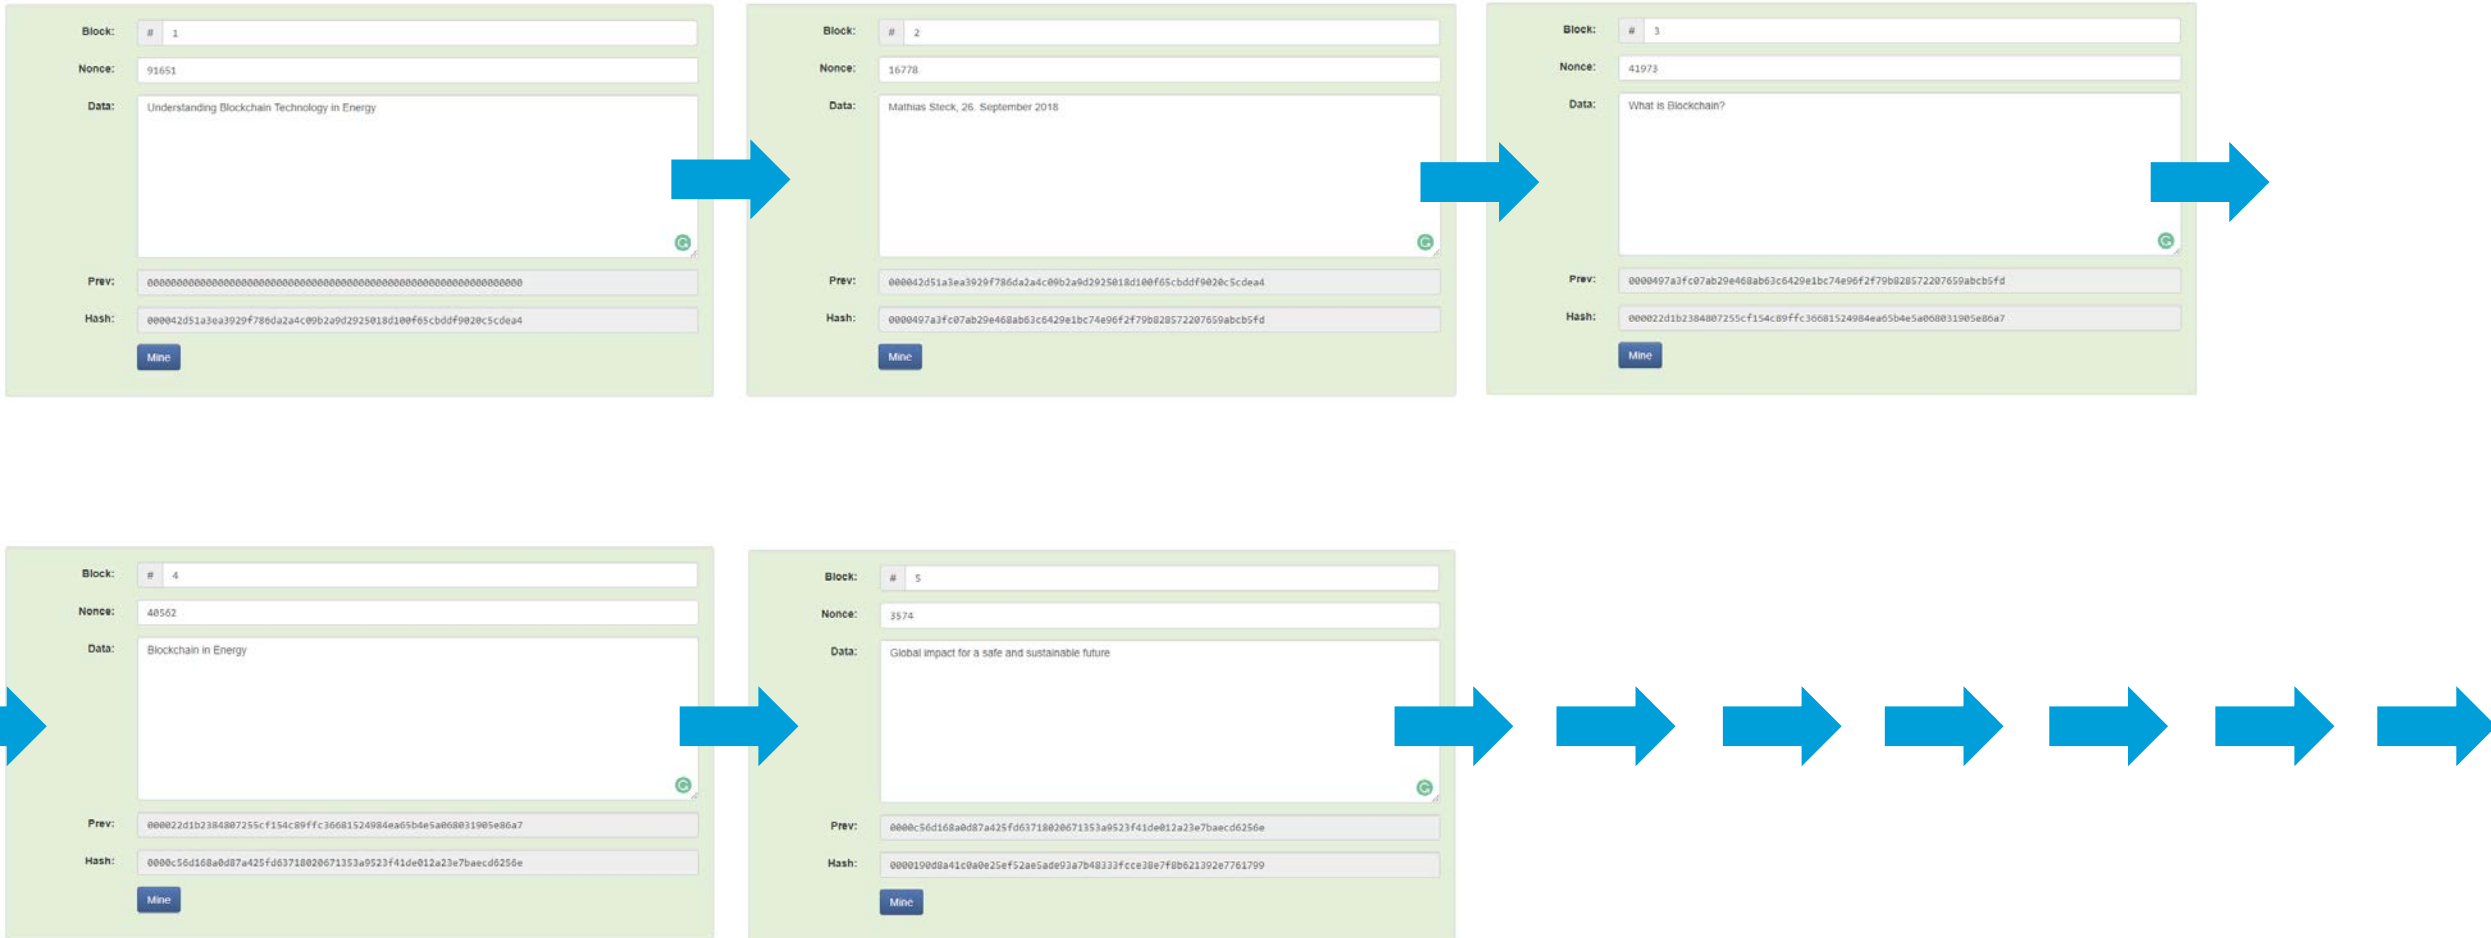 Block: # 1
Nonce: 91651
Data: Understanding Blockchain Technology in Energy
Prev: 0000000000000000000000000000000000000000000000000000000000000000
Hash: 000042d51a3ea3929f786da2a4c09b2a9d2925018d100f65cbddf9020c5cdea4
Mine
Block: # 2
Nonce: 16778
Data: Mathias Steck, 26. September 2018
Prev: 000042d51a3ea3929f786da2a4c09b2a9d2925018d100f65cbddf9020c5cdea4
Hash: 0000497a3fc07ab29e468ab63c6429e1bc74e96f2f79b828572207659abcb5fd
Mine
Block: # 3
Nonce: 41973
Data: What is Blockchain?
Prev: 0000497a3fc07ab29e468ab63c6429e1bc74e96f2f79b828572207659abcb5fd
Hash: 000022d1b2384807255cf154c89ffc36681524984ea65b4e5a068031905e86a7
Mine
Block: # 4
Nonce: 40562
Data: Blockchain in Energy
Prev: 000022d1b2384807255cf154c89ffc36681524984ea65b4e5a068031905e86a7
Hash: 0000c56d168a0d87a425fd63718020671353a9523f41de012a23e7baecd6256e
Mine
Block: # 5
Nonce: 3574
Data: Global impact for a safe and sustainable future
Prev: 0000c56d168a0d87a425fd63718020671353a9523f41de012a23e7baecd6256e
Hash: 0000190d8a41c0a0e25ef52ae5ade93a7b48333fcce38e7f8b621392e7761799
Mine